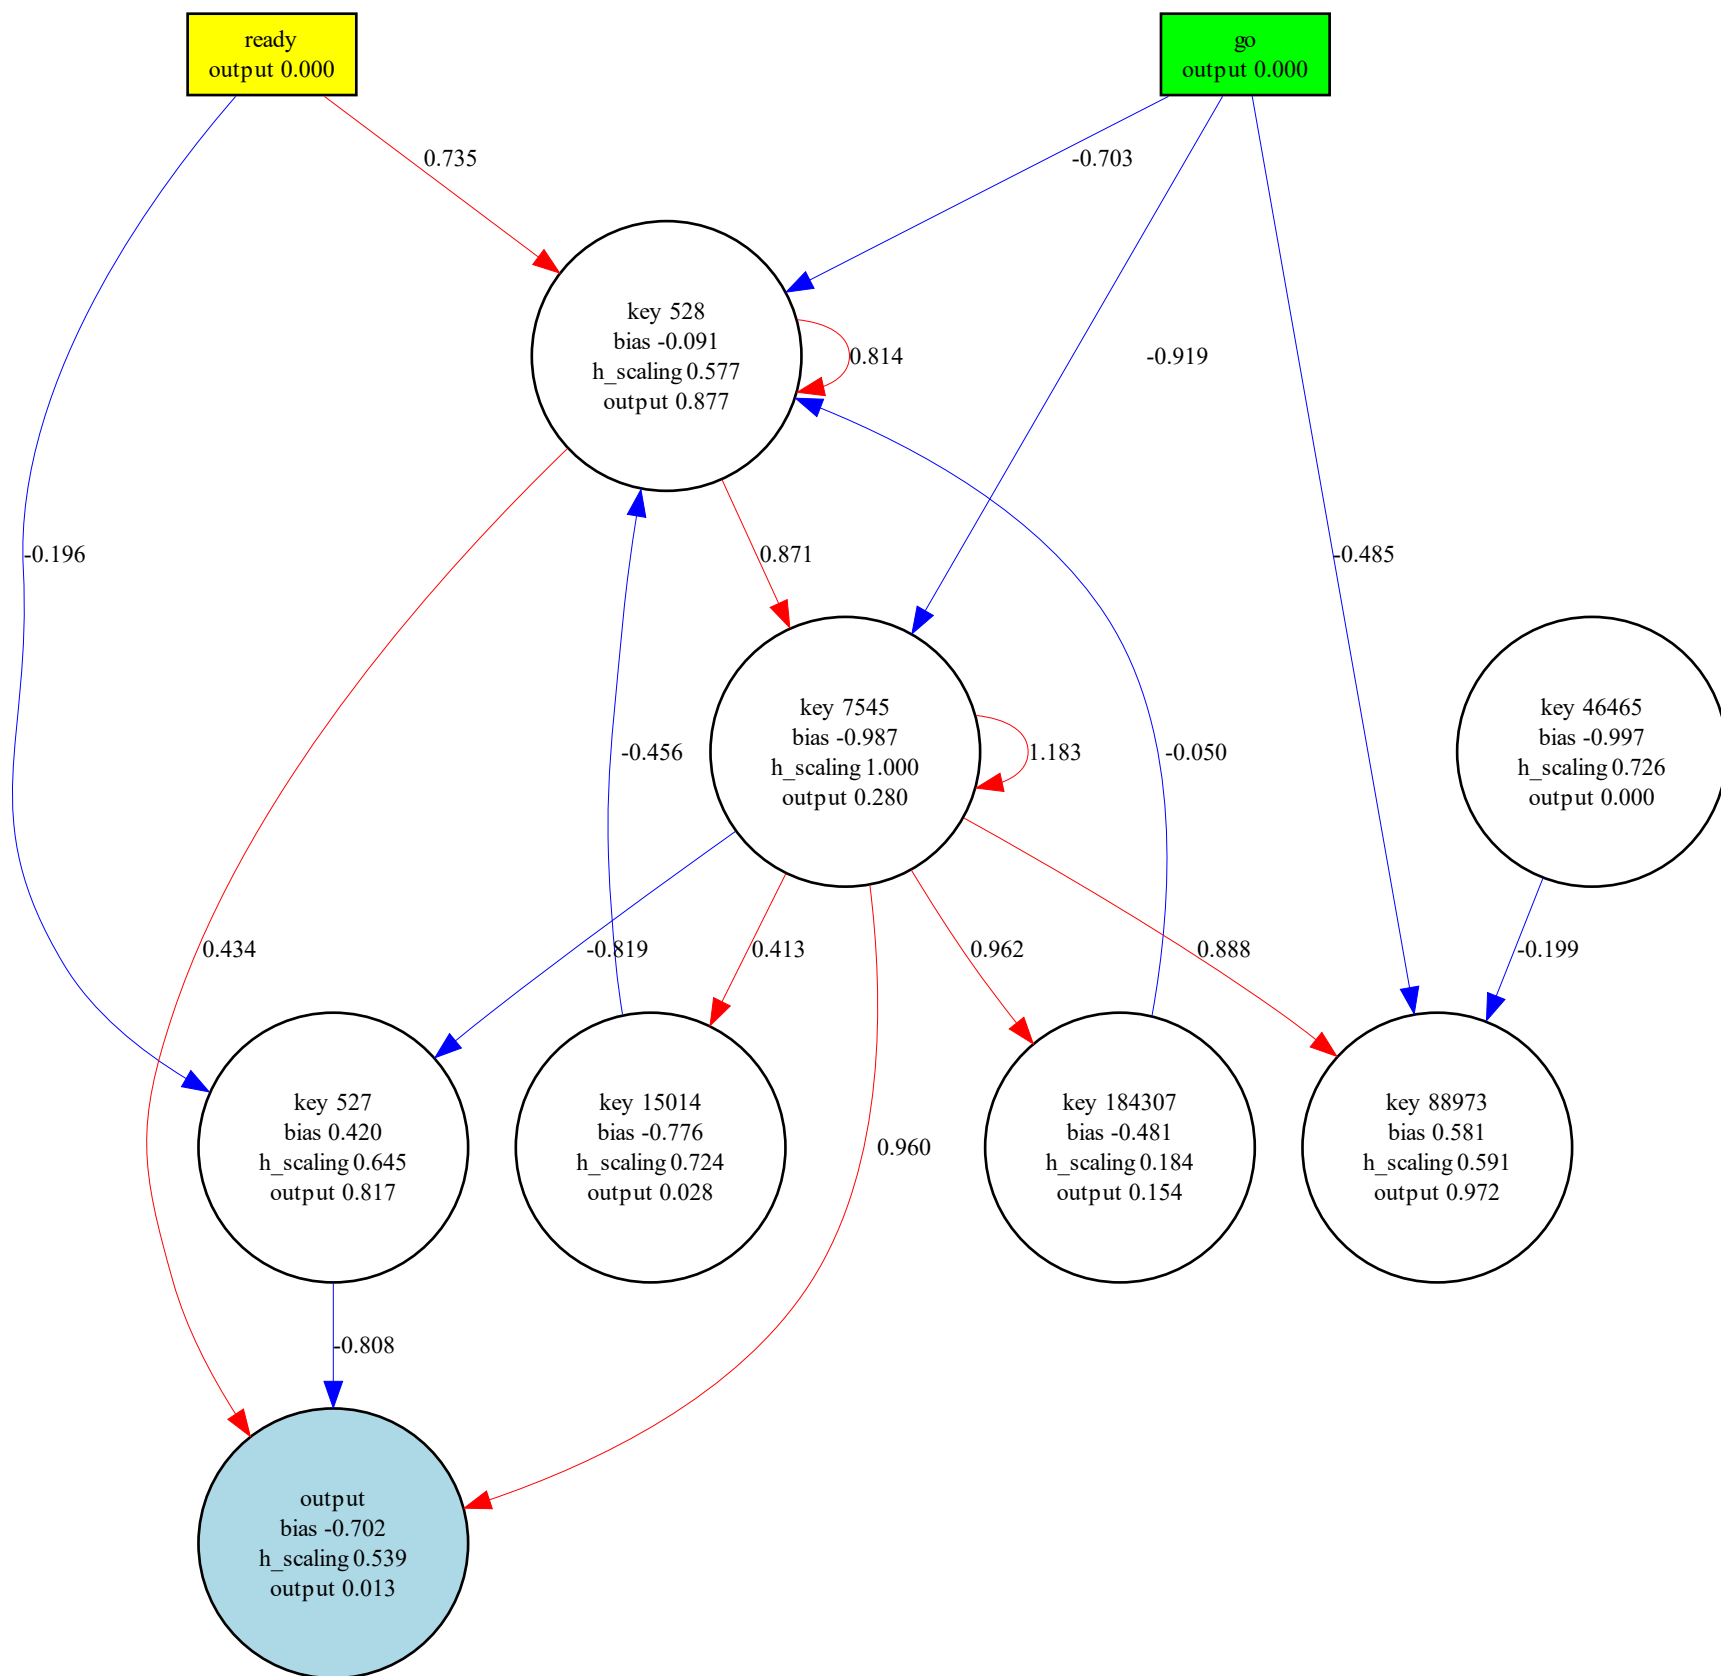 ready
output 0.000
go
output 0.000
0.735
-0.703
key 528
bias -0.091
h_scaling 0.577
output 0.877
0.814
-0.919
-0.196
0.871
-0.485
key 7545
bias -0.987
h_scaling 1.000
output 0.280
1.183
-0.456
-0.050
key 46465
bias -0.997
h_scaling 0.726
output 0.000
0.434
-0.819
0.413
0.962
0.888
-0.199
key 527
bias 0.420
h_scaling 0.645
output 0.817
key 15014
bias -0.776
h_scaling 0.724
output 0.028
0.960
key 184307
bias -0.481
h_scaling 0.184
output 0.154
key 88973
bias 0.581
h_scaling 0.591
output 0.972
-0.808
output
bias -0.702
h_scaling 0.539
output 0.013